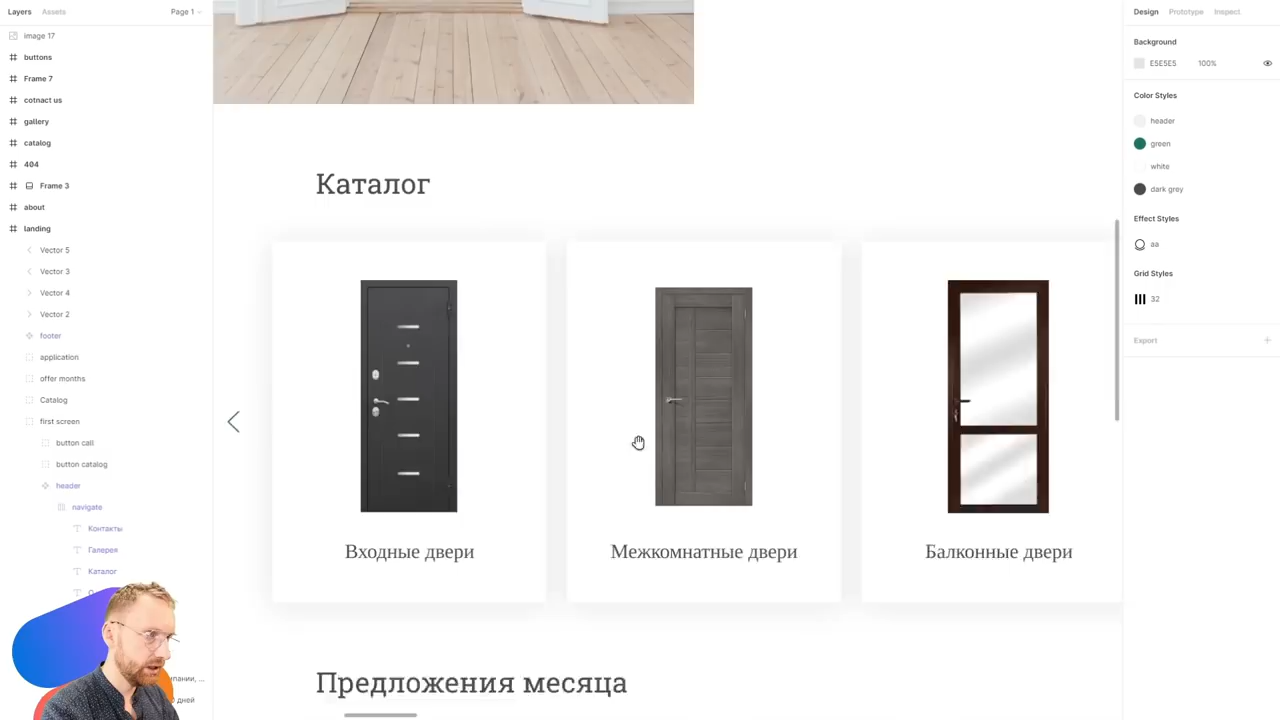 Layers Assets Page 1
image 17
buttons
Frame 7
cotnact us
gallery
catalog
404
Frame 3
about
landing
Vector 5
Vector 3
Vector 4
Vector 2
footer
application
offer months
Catalog
first screen
button call
button catalog
header
navigate
Контакты
Галерея
Каталог
дней
Каталог
Входные двери
Межкомнатные двери
Балконные двери
Предложения месяца
Design Prototype Inspect
Background
E5E5E5 100%
Color Styles
header
green
white
dark grey
Effect Styles
aa
Grid Styles
32
Export